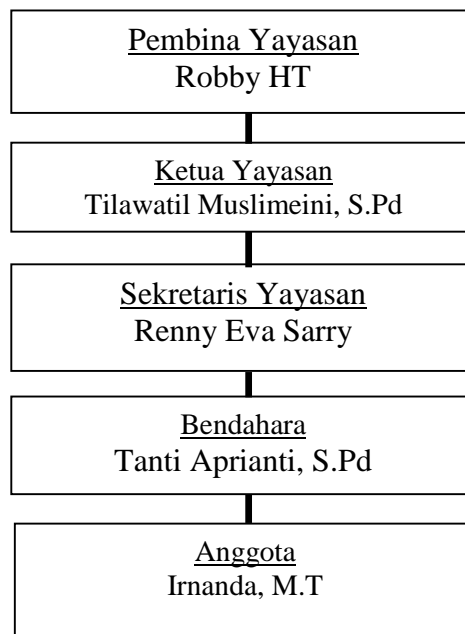 Pembina Yayasan
Robby HT
Ketua Yayasan
Tilawatil Muslimeini, S.Pd
Sekretaris Yayasan
Renny Eva Sarry
Bendahara
Tanti Aprianti, S.Pd
Anggota
Irnanda, M.T